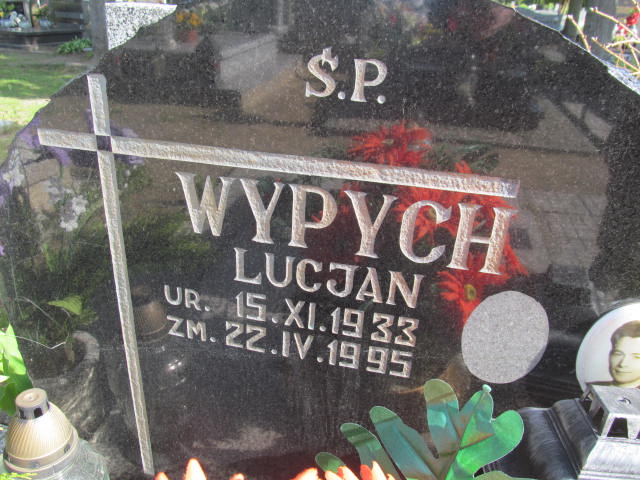 Ś.P.
WYPYCH
LUCJAN
UR. 15.XI.1933
ZM. 22.IV.1995